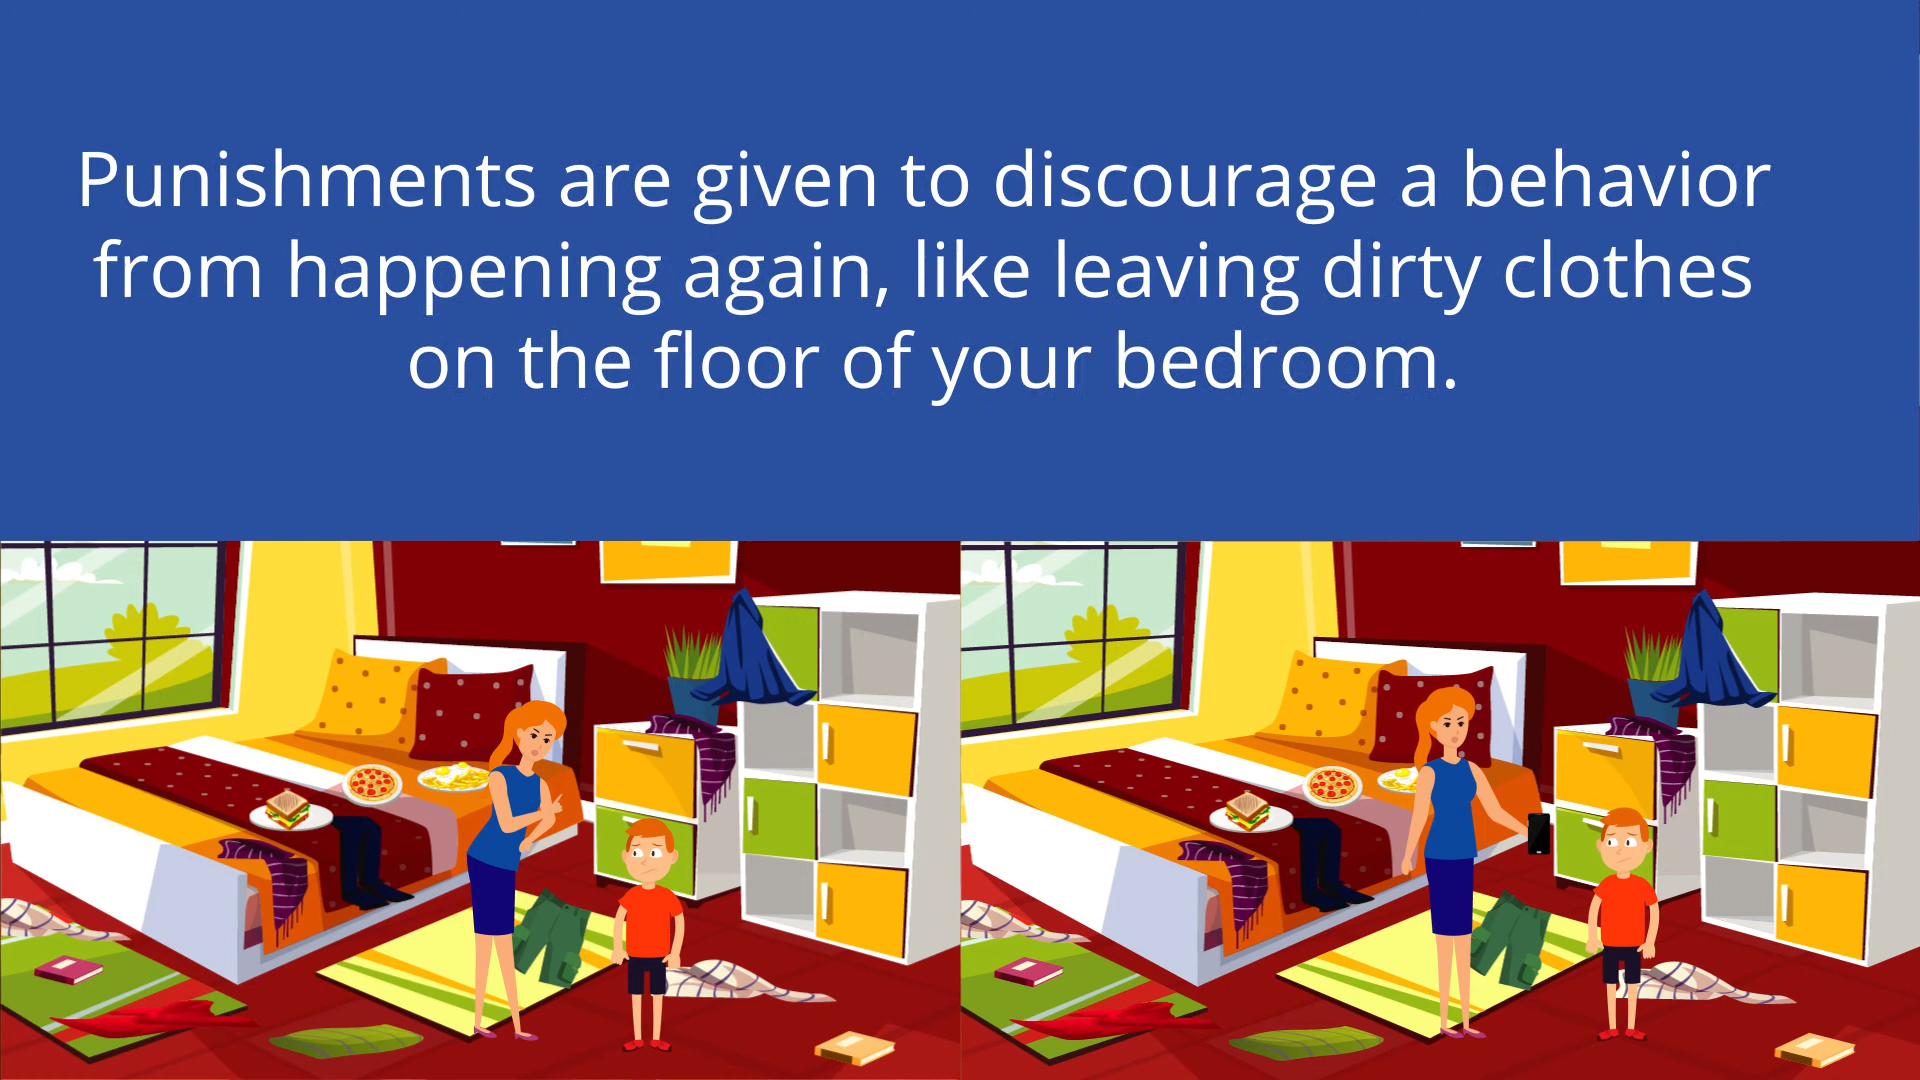 Punishments are given to discourage a behavior
from happening again, like leaving dirty clothes
on the floor of your bedroom.